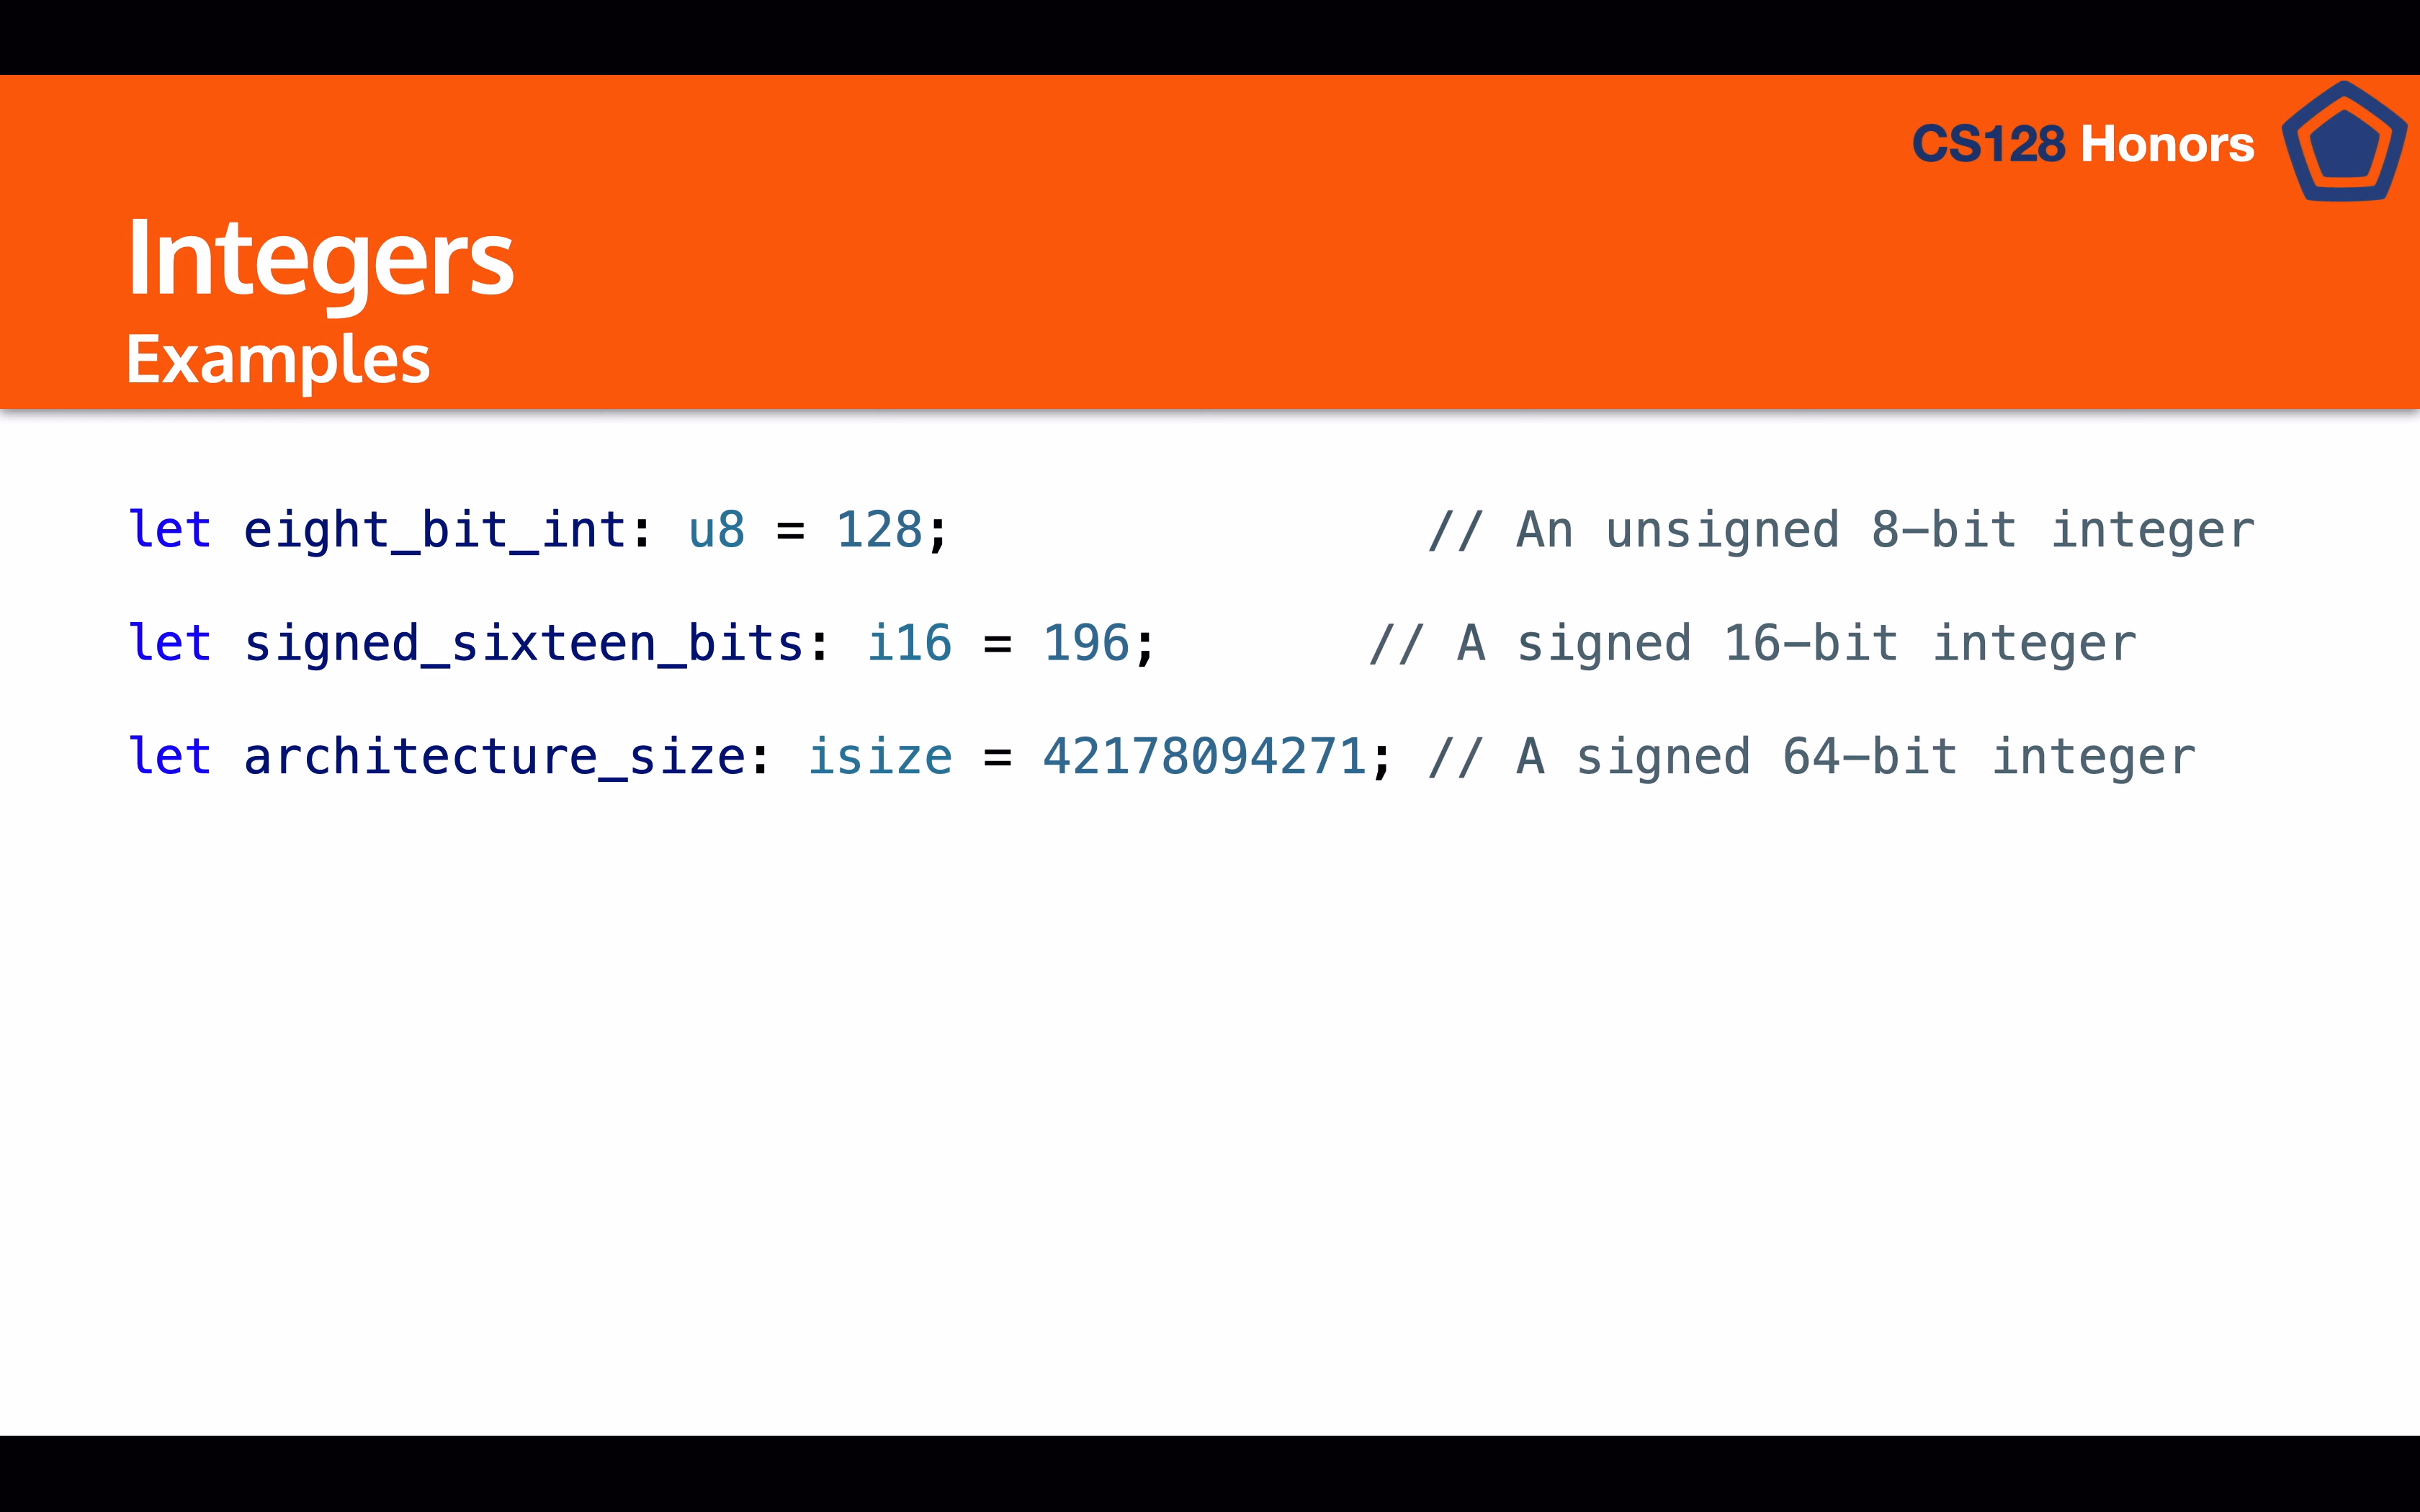 CS128 Honors
Integers
Examples
let eight_bit_int: u8 = 128; // An unsigned 8-bit integer
let signed_sixteen_bits: i16 = 196; // A signed 16-bit integer
let architecture_size: isize = 42178094271; // A signed 64-bit integer